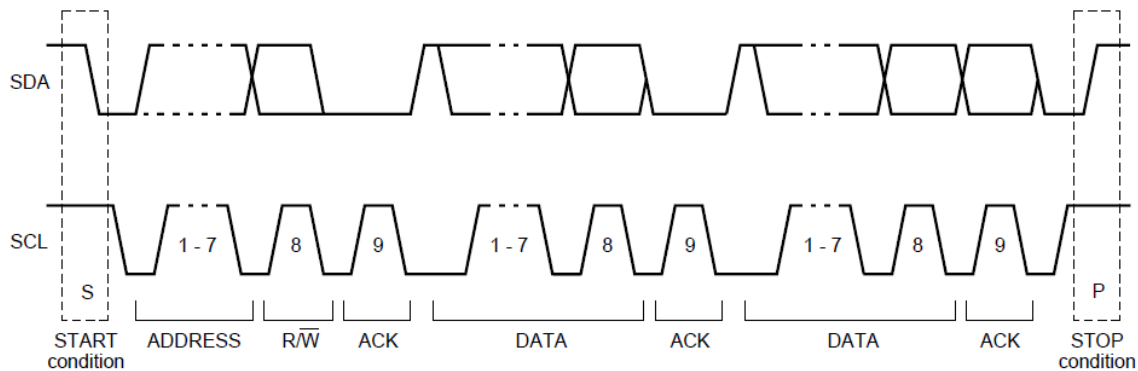 SDA
SCL
1 - 7
8
9
1 - 7
8
9
1 - 7
8
9
S
P
START
condition
ADDRESS
R/W̅
ACK
DATA
ACK
DATA
ACK
STOP
condition